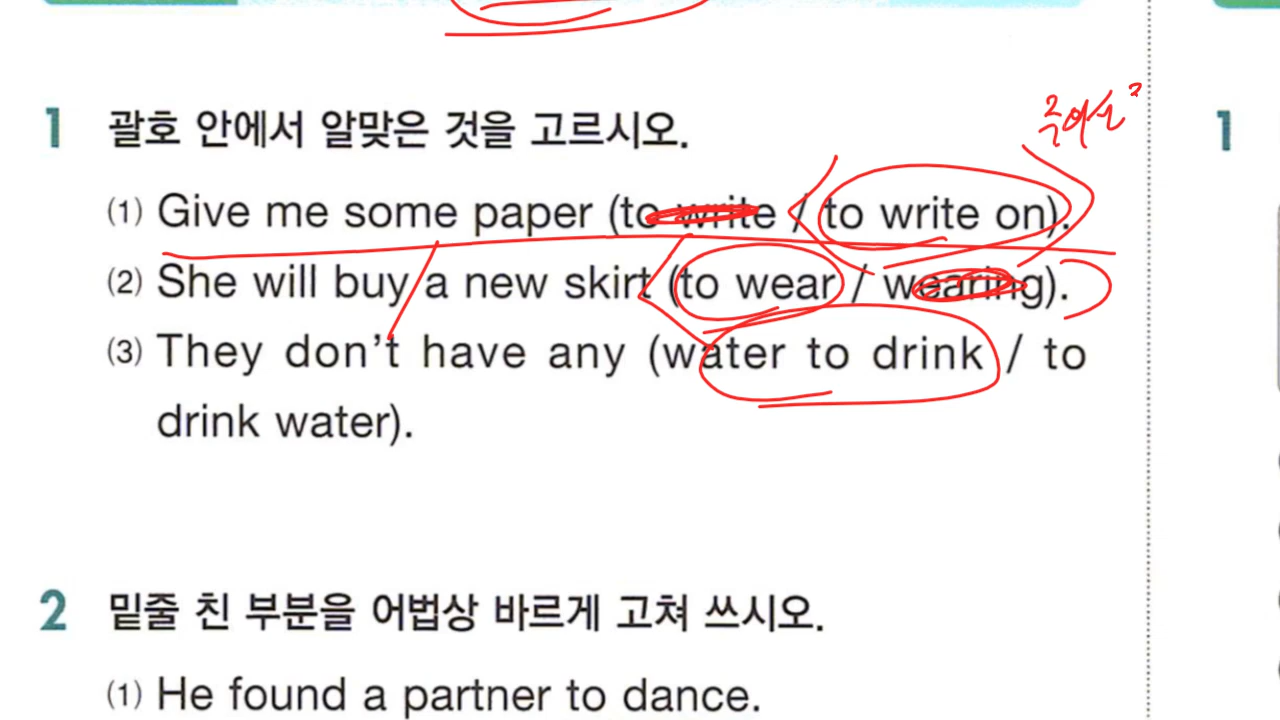 1 괄호 안에서 알맞은 것을 고르시오.
(1) Give me some paper (to write / to write on).
(2) She will buy a new skirt (to wear / wearing).
(3) They don't have any (water to drink / to
drink water).
2 밑줄 친 부분을 어법상 바르게 고쳐 쓰시오.
(1) He found a partner to dance.
1